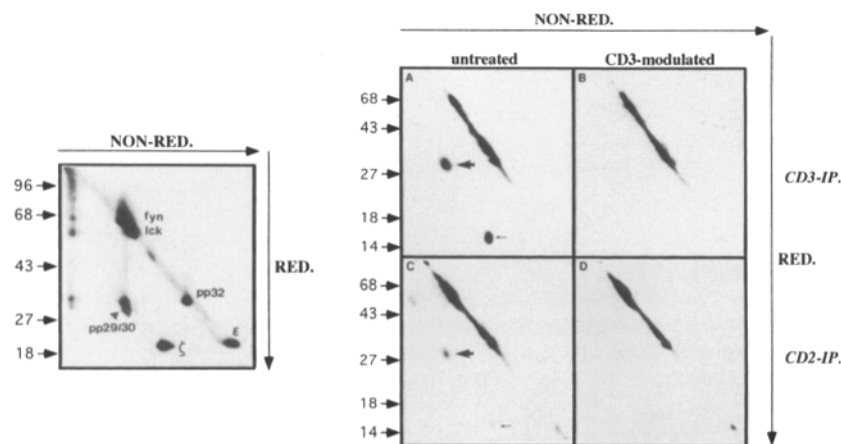 NON-RED.
96
68
43
27
18
fyn
lck
pp32
pp29/30
ζ
ε
RED.
NON-RED.
untreated
CD3-modulated
A
B
68
43
27
18
14
CD3-IP.
RED.
C
D
68
43
27
18
14
CD2-IP.